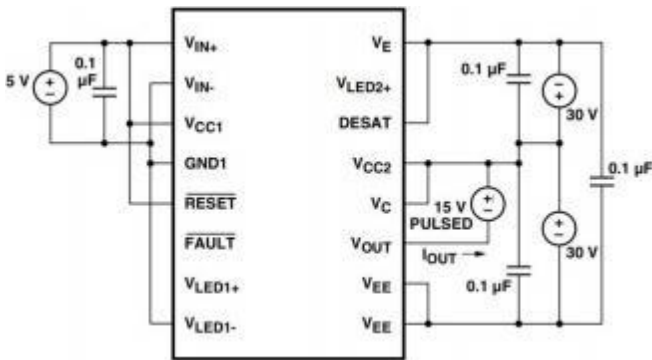 5 V
0.1
µF
VIN+
VIN-
VCC1
GND1
RESET
FAULT
VLED1+
VLED1-
VE
VLED2+
DESAT
VCC2
VC
VOUT
VEE
VEE
0.1 µF
30 V
0.1 µF
15 V
PULSED
IOUT
30 V
0.1 µF